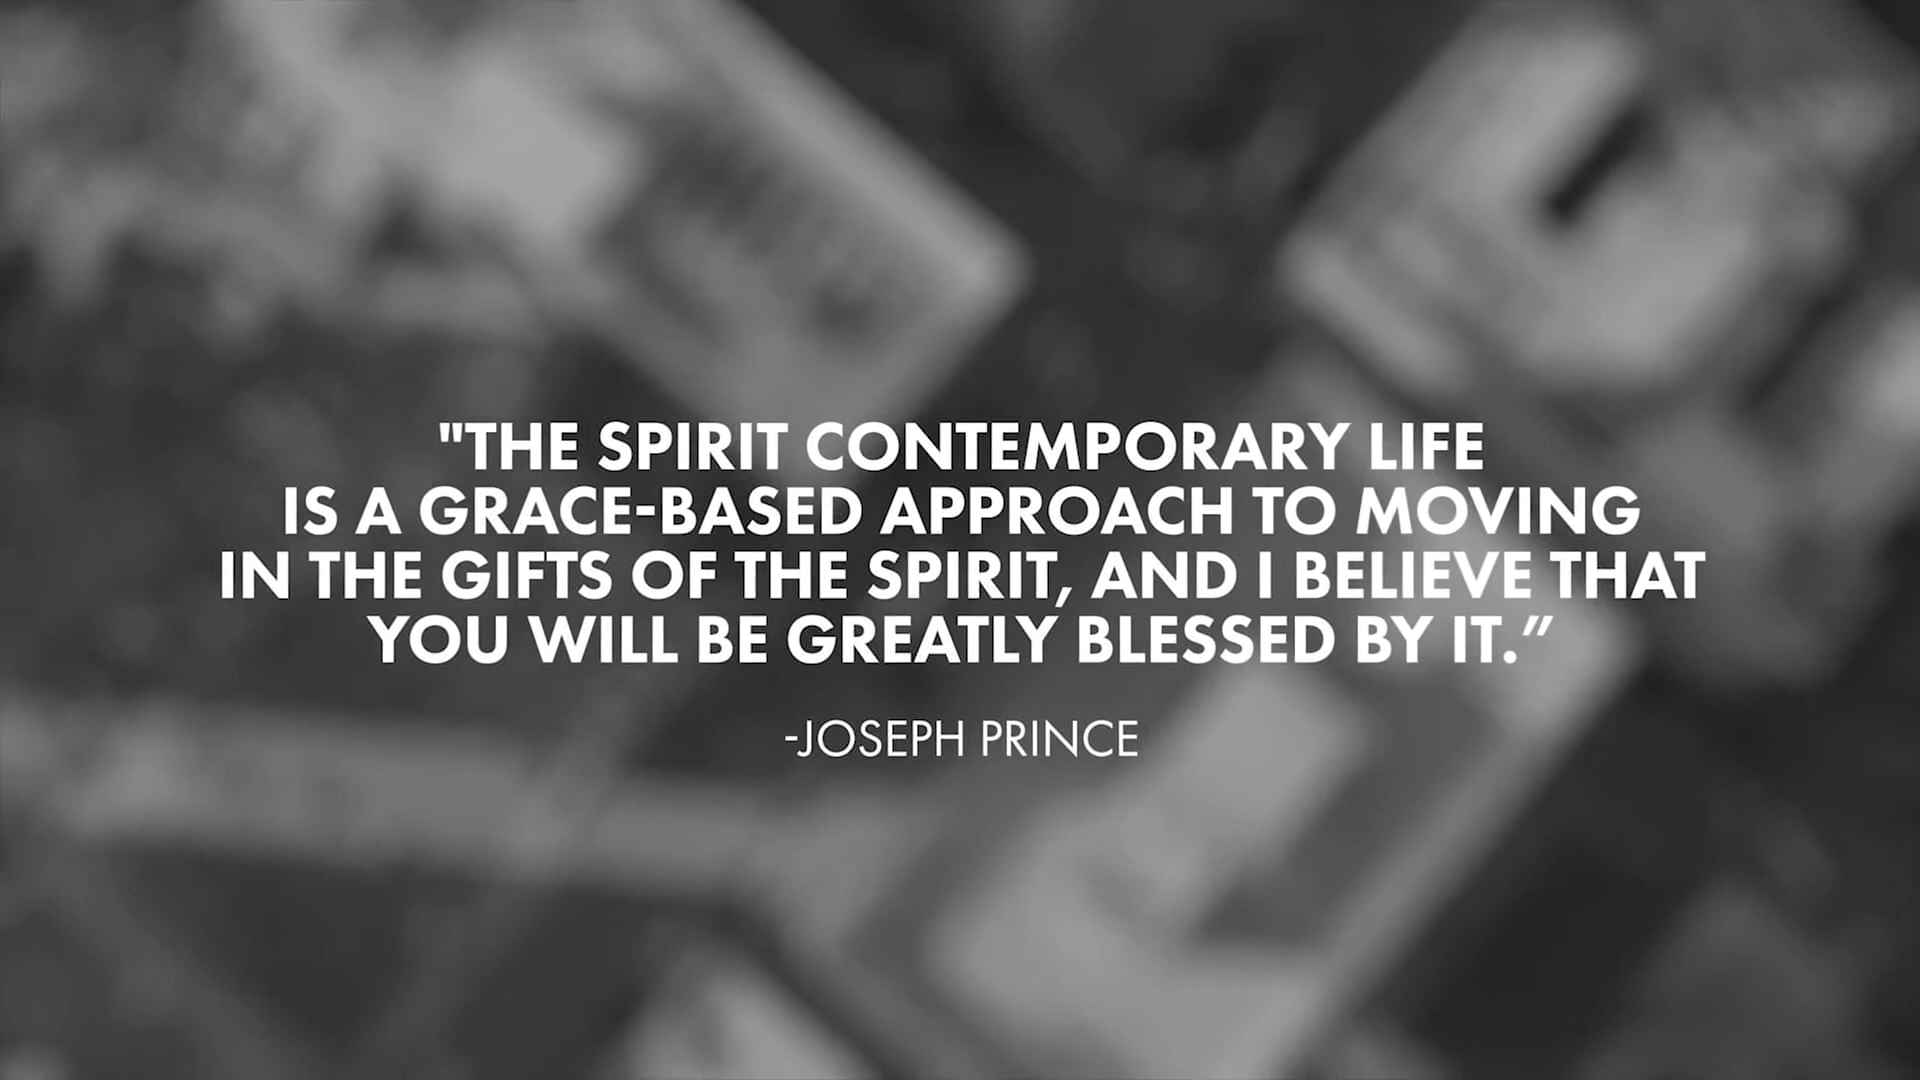 "THE SPIRIT CONTEMPORARY LIFE
IS A GRACE-BASED APPROACH TO MOVING
IN THE GIFTS OF THE SPIRIT, AND I BELIEVE THAT
YOU WILL BE GREATLY BLESSED BY IT.”
-JOSEPH PRINCE